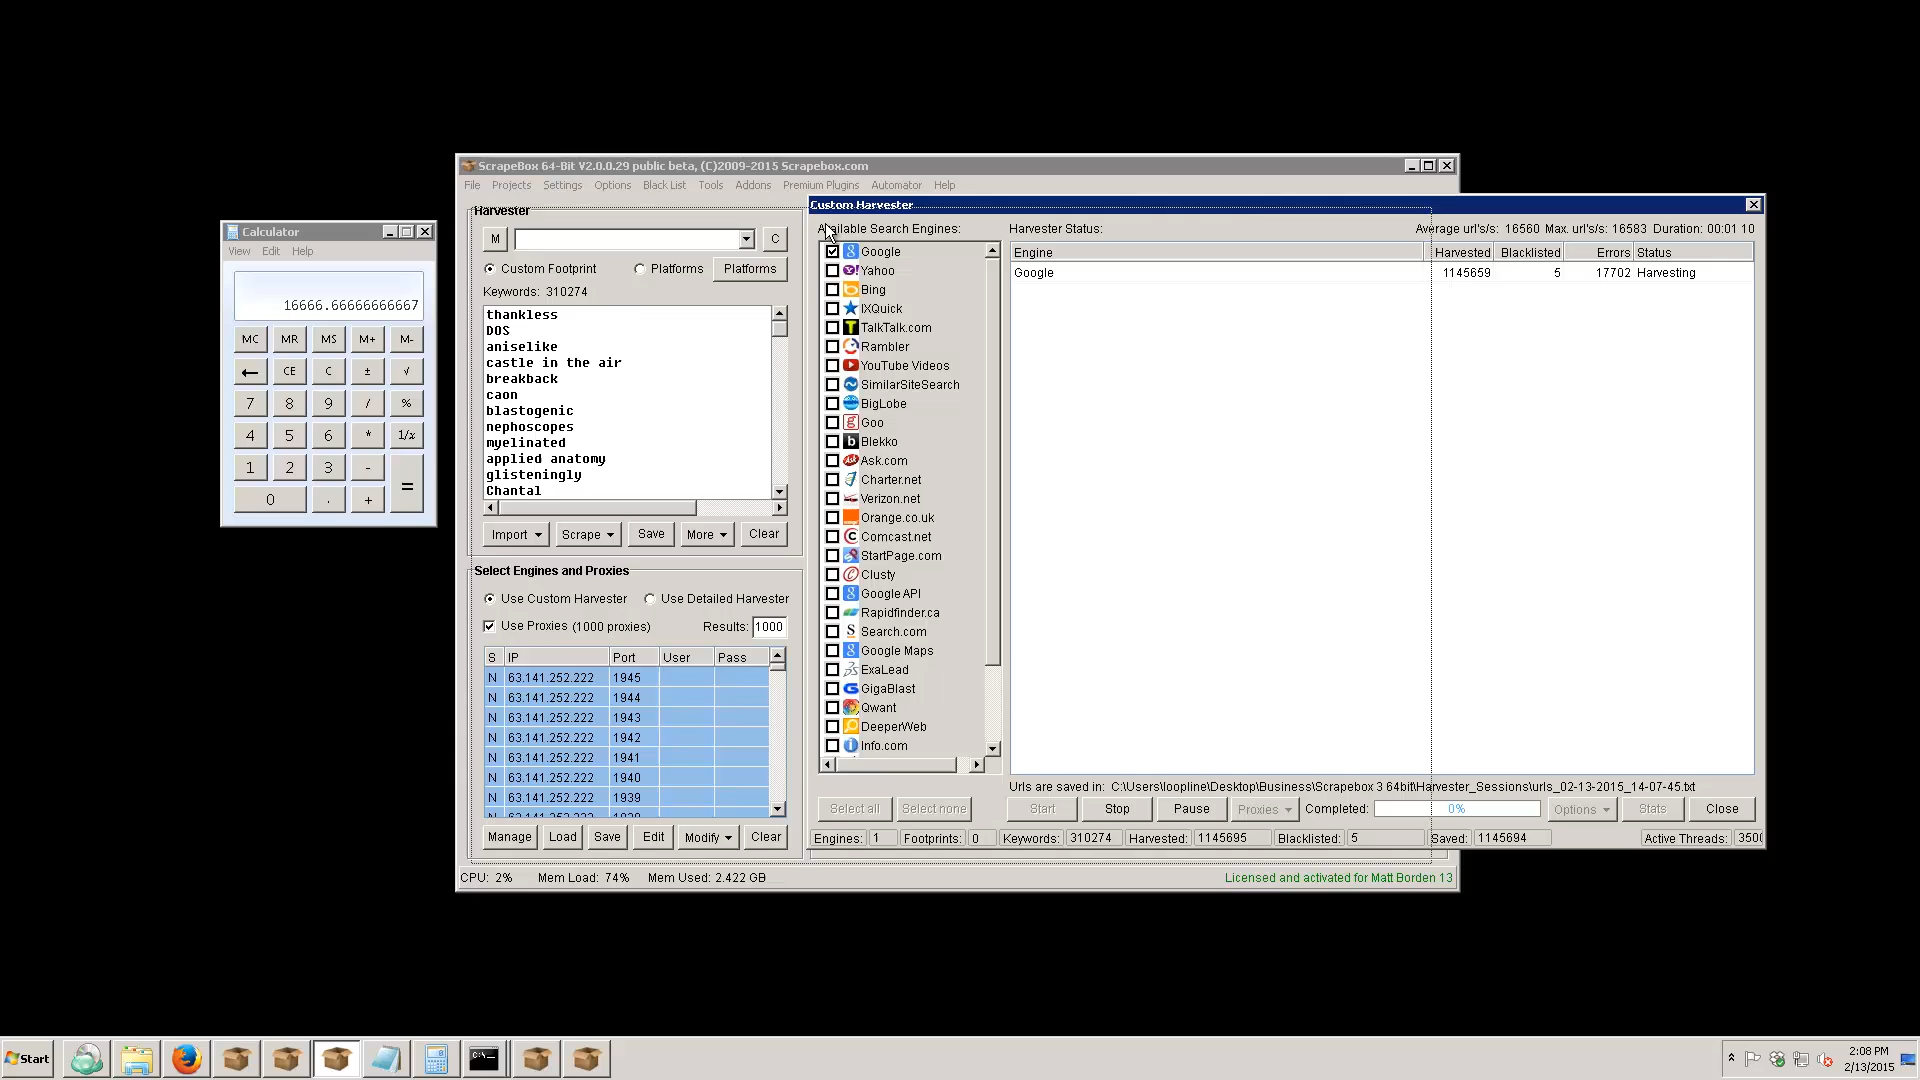 ScrapeBox 64-Bit V2.0.0.29 public beta, (C)2009-2015 Scrapebox.com
File Projects Settings Options Black List Tools Addons Premium Plugins Automator Help
Calculator
View Edit Help
16666.66666666667
MC MR MS M+ M-
← CE C ± √
7 8 9 / %
4 5 6 * 1/x
1 2 3 - =
0 . +
Harvester
M C
Custom Footprint Platforms Platforms
Keywords: 310274
thankless
DOS
aniselike
castle in the air
breakback
caon
blastogenic
nephoscopes
myelinated
applied anatomy
glisteningly
Chantal
Import Scrape Save More Clear
Select Engines and Proxies
Use Custom Harvester Use Detailed Harvester
Use Proxies (1000 proxies) Results: 1000
S IP Port User Pass
N 63.141.252.222 1945
N 63.141.252.222 1944
N 63.141.252.222 1943
N 63.141.252.222 1942
N 63.141.252.222 1941
N 63.141.252.222 1940
N 63.141.252.222 1939
Manage Load Save Edit Modify Clear
Custom Harvester
Available Search Engines:
Google
Yahoo
Bing
IXQuick
TalkTalk.com
Rambler
YouTube Videos
SimilarSiteSearch
BigLobe
Goo
Blekko
Ask.com
Charter.net
Verizon.net
Orange.co.uk
Comcast.net
StartPage.com
Clusty
Google API
Rapidfinder.ca
Search.com
Google Maps
ExaLead
GigaBlast
Qwant
DeeperWeb
Info.com
Select all Select none
Harvester Status: Average url's/s: 16560 Max. url's/s: 16583 Duration: 00:01 10
Engine Harvested Blacklisted Errors Status
Google 1145659 5 17702 Harvesting
Urls are saved in: C:\Users\loopline\Desktop\Business\Scrapebox 3 64bit\Harvester_Sessions\urls_02-13-2015_14-07-45.txt
Start Stop Pause Proxies Completed: 0% Options Stats Close
Engines: 1 Footprints: 0 Keywords: 310274 Harvested: 1145695 Blacklisted: 5 Saved: 1145694 Active Threads: 350
CPU: 2% Mem Load: 74% Mem Used: 2.422 GB Licensed and activated for Matt Borden 13
Start
2:08 PM
2/13/2015